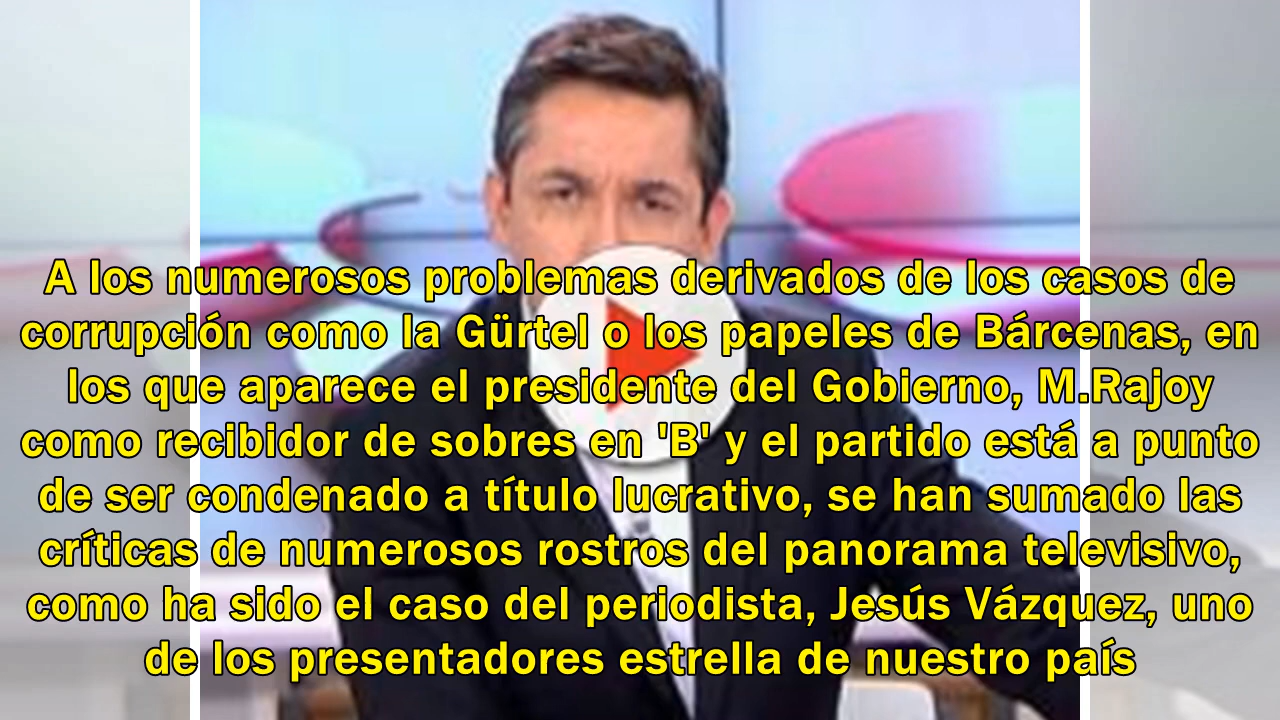 A los numerosos problemas derivados de los casos de
corrupción como la Gürtel o los papeles de Bárcenas, en
los que aparece el presidente del Gobierno, M.Rajoy
como recibidor de sobres en 'B' y el partido está a punto
de ser condenado a título lucrativo, se han sumado las
críticas de numerosos rostros del panorama televisivo,
como ha sido el caso del periodista, Jesús Vázquez, uno
de los presentadores estrella de nuestro país